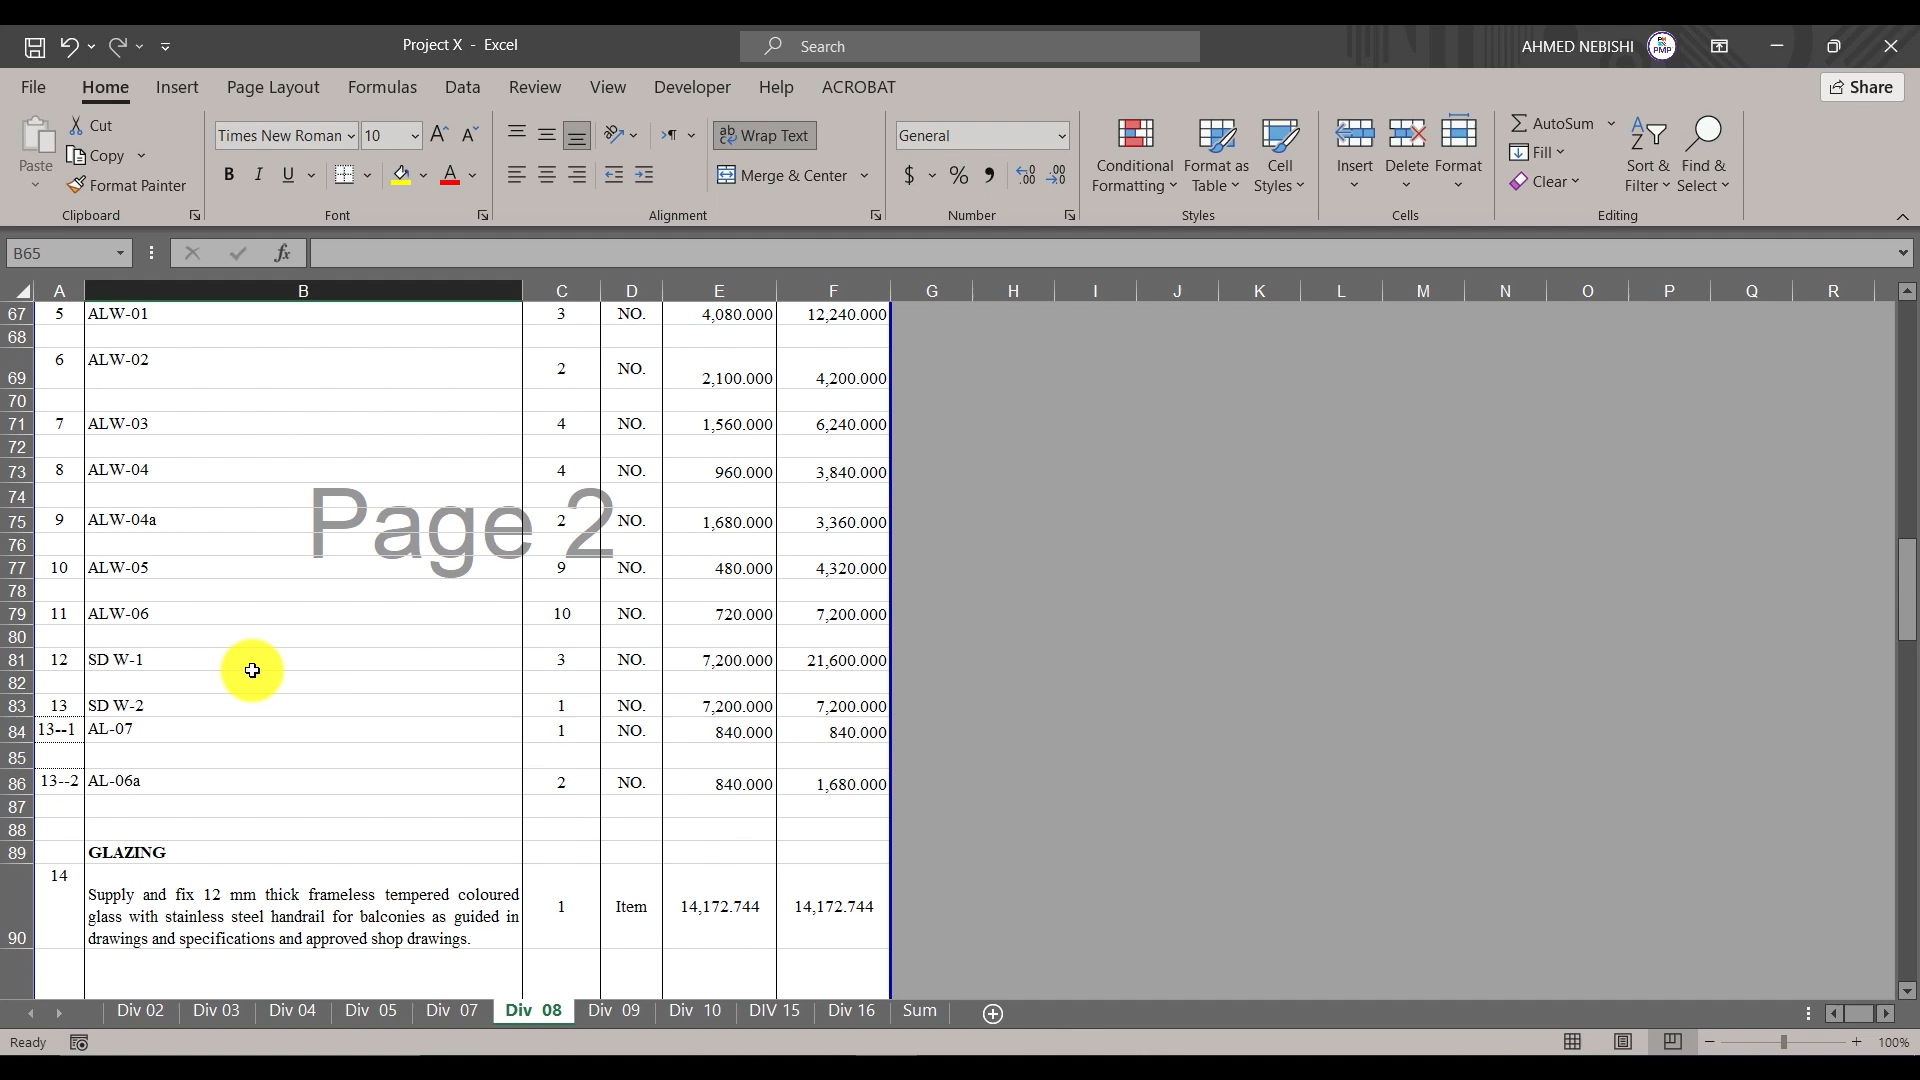 Project X - Excel
Search
AHMED NEBISHI
PMP
File Home Insert Page Layout Formulas Data Review View Developer Help ACROBAT
Share
Paste
Cut
Copy
Format Painter
Clipboard
Times New Roman 10
B I U
Font
Wrap Text
Merge & Center
Alignment
General
$ % ,
Number
Conditional Formatting
Format as Table
Cell Styles
Styles
Insert Delete Format
Cells
AutoSum
Fill
Clear
Sort & Filter
Find & Select
Editing
B65
fx
A B C D E F G H I J K L M N O P Q R
67 5 ALW-01 3 NO. 4,080.000 12,240.000
68
69 6 ALW-02 2 NO. 2,100.000 4,200.000
70
71 7 ALW-03 4 NO. 1,560.000 6,240.000
72
73 8 ALW-04 4 NO. 960.000 3,840.000
74
Page 2
75 9 ALW-04a 2 NO. 1,680.000 3,360.000
76
77 10 ALW-05 9 NO. 480.000 4,320.000
78
79 11 ALW-06 10 NO. 720.000 7,200.000
80
81 12 SD W-1 3 NO. 7,200.000 21,600.000
82
83 13 SD W-2 1 NO. 7,200.000 7,200.000
84 13--1 AL-07 1 NO. 840.000 840.000
85
86 13--2 AL-06a 2 NO. 840.000 1,680.000
87
88
89 GLAZING
14
Supply and fix 12 mm thick frameless tempered coloured
glass with stainless steel handrail for balconies as guided in 1 Item 14,172.744 14,172.744
90 drawings and specifications and approved shop drawings.
Div 02 Div 03 Div 04 Div 05 Div 07 Div 08 Div 09 Div 10 DIV 15 Div 16 Sum
Ready
100%